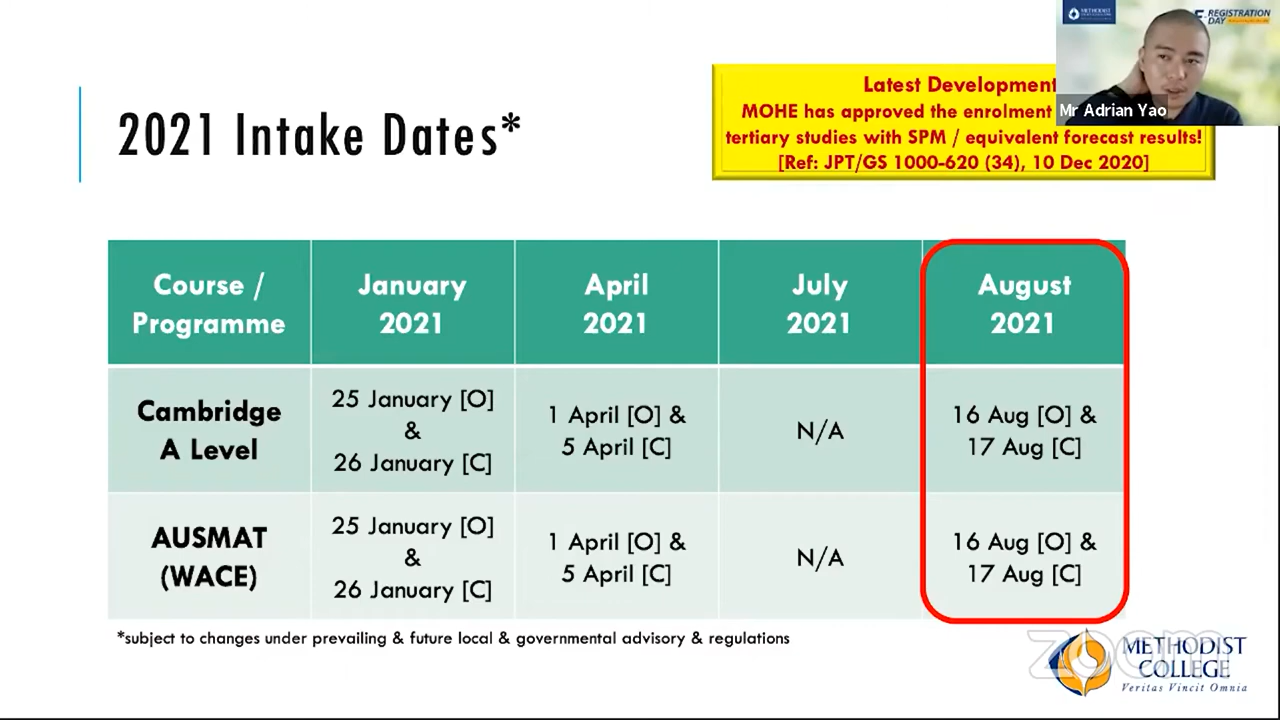 METHODIST
REGISTRATION
DAY
Mr Adrian Yao
Latest Development
MOHE has approved the enrolment
tertiary studies with SPM / equivalent forecast results!
[Ref: JPT/GS 1000-620 (34), 10 Dec 2020]
2021 Intake Dates*
Course /
Programme
January
2021
April
2021
July
2021
August
2021
Cambridge
A Level
25 January [O]
&
26 January [C]
1 April [O] &
5 April [C]
N/A
16 Aug [O] &
17 Aug [C]
AUSMAT
(WACE)
25 January [O]
&
26 January [C]
1 April [O] &
5 April [C]
N/A
16 Aug [O] &
17 Aug [C]
*subject to changes under prevailing & future local & governmental advisory & regulations
zoom
METHODIST
COLLEGE
Veritas Vincit Omnia